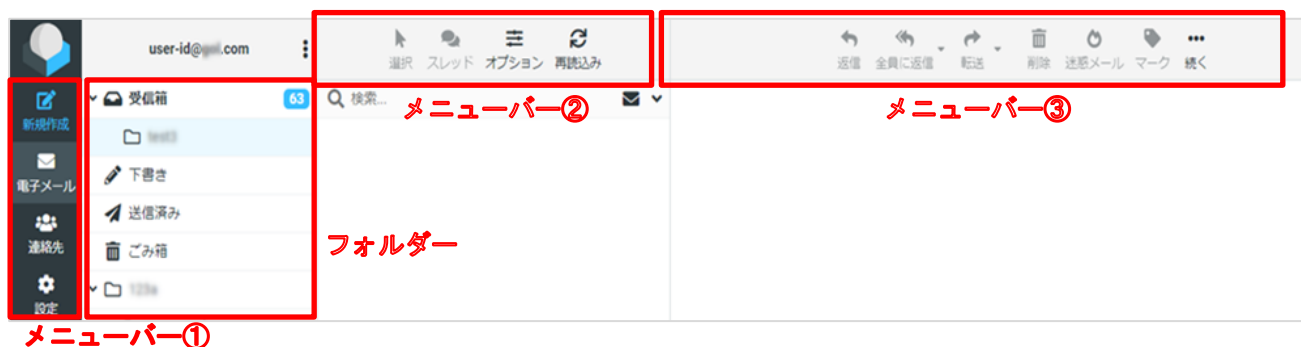 user-id@ .com
選択 スレッド オプション 再読込み
返信 全員に返信 転送 削除 迷惑メール マーク 続く
新規作成
電子メール
連絡先
設定
メニューバー①
受信箱 63
下書き
送信済み
ごみ箱
フォルダー
検索...
メニューバー②
メニューバー③